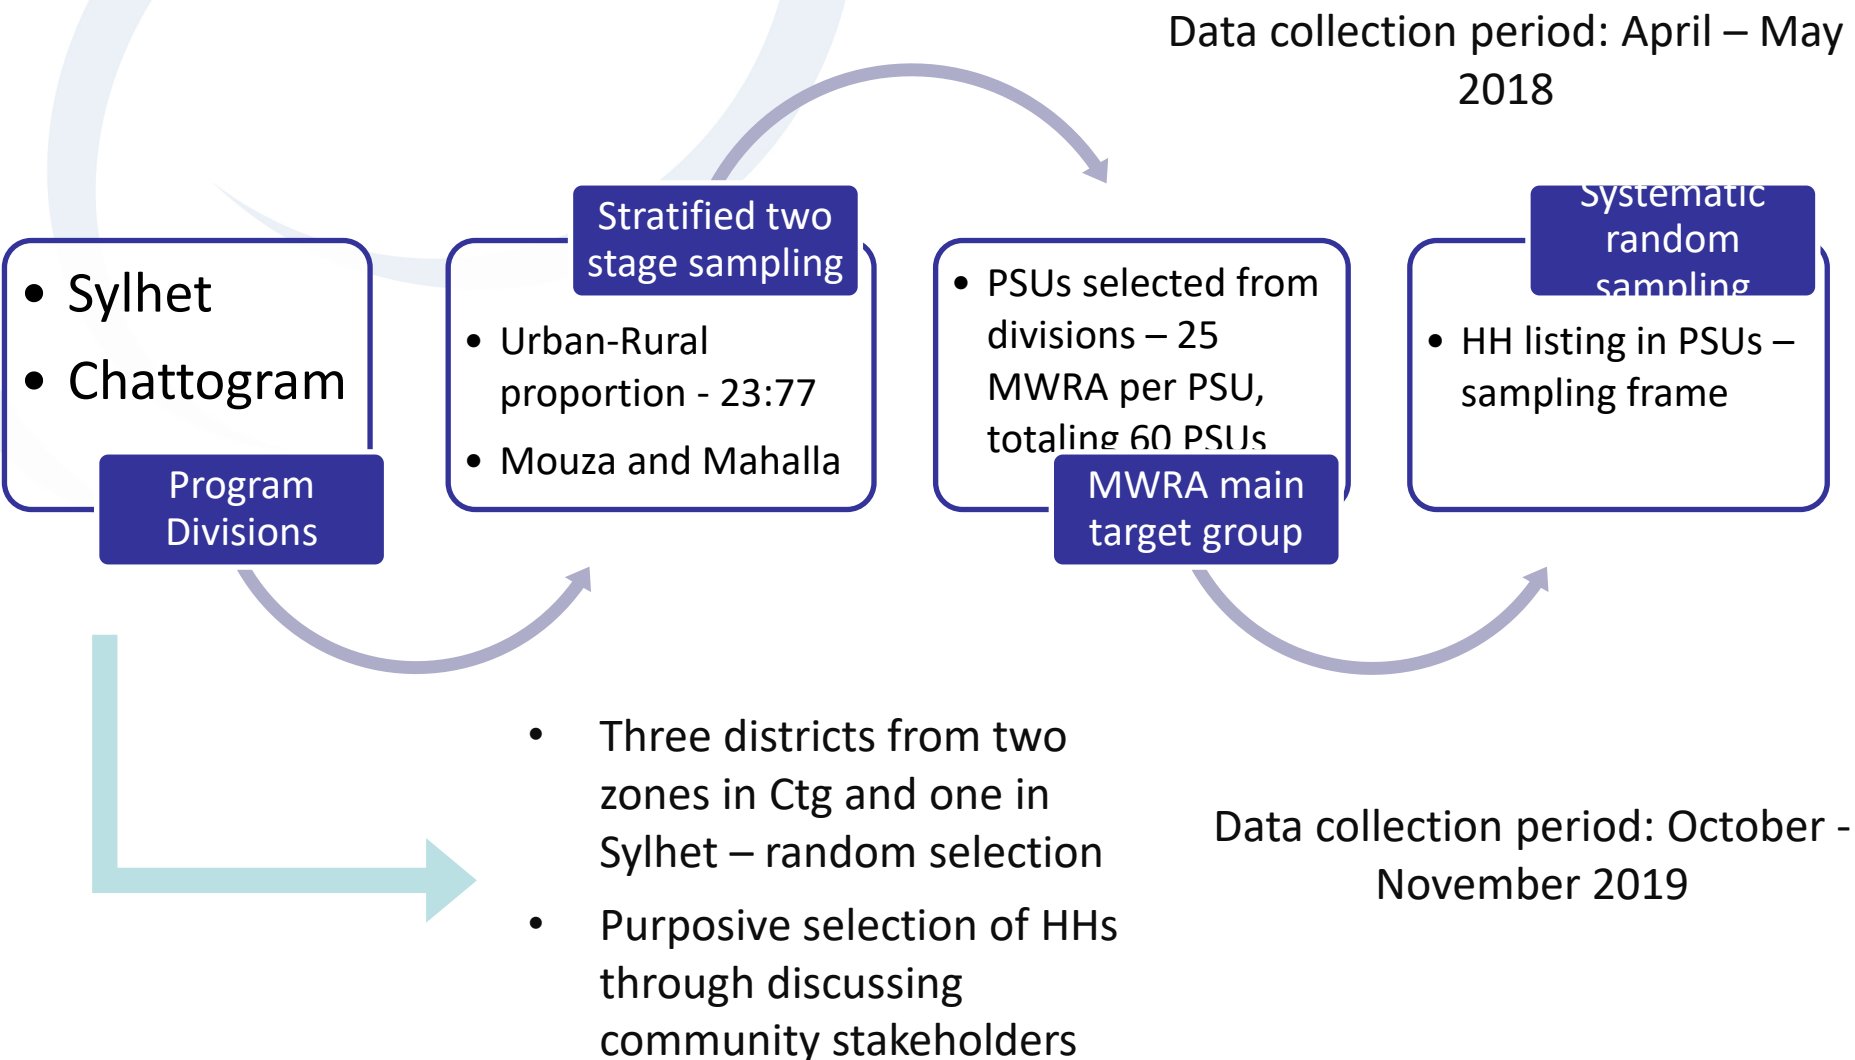 Data collection period: April – May
2018
• Sylhet
• Chattogram
Program
Divisions
Stratified two
stage sampling
• Urban-Rural
proportion - 23:77
• Mouza and Mahalla
• PSUs selected from
divisions – 25
MWRA per PSU,
totaling 60 PSUs
MWRA main
target group
Systematic
random
sampling
• HH listing in PSUs –
sampling frame
• Three districts from two
zones in Ctg and one in
Sylhet – random selection
• Purposive selection of HHs
through discussing
community stakeholders
Data collection period: October -
November 2019